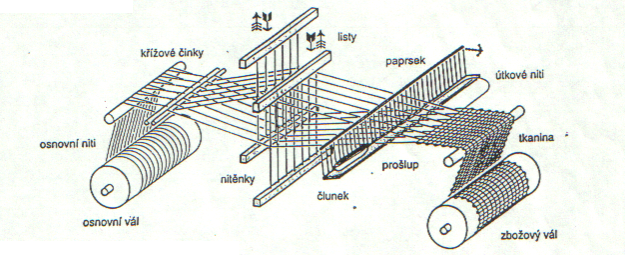 listy
křížové činky
paprsek
útkové niti
osnovní niti
tkanina
nitěnky
prošlup
člunek
osnovní vál
zbožový vál